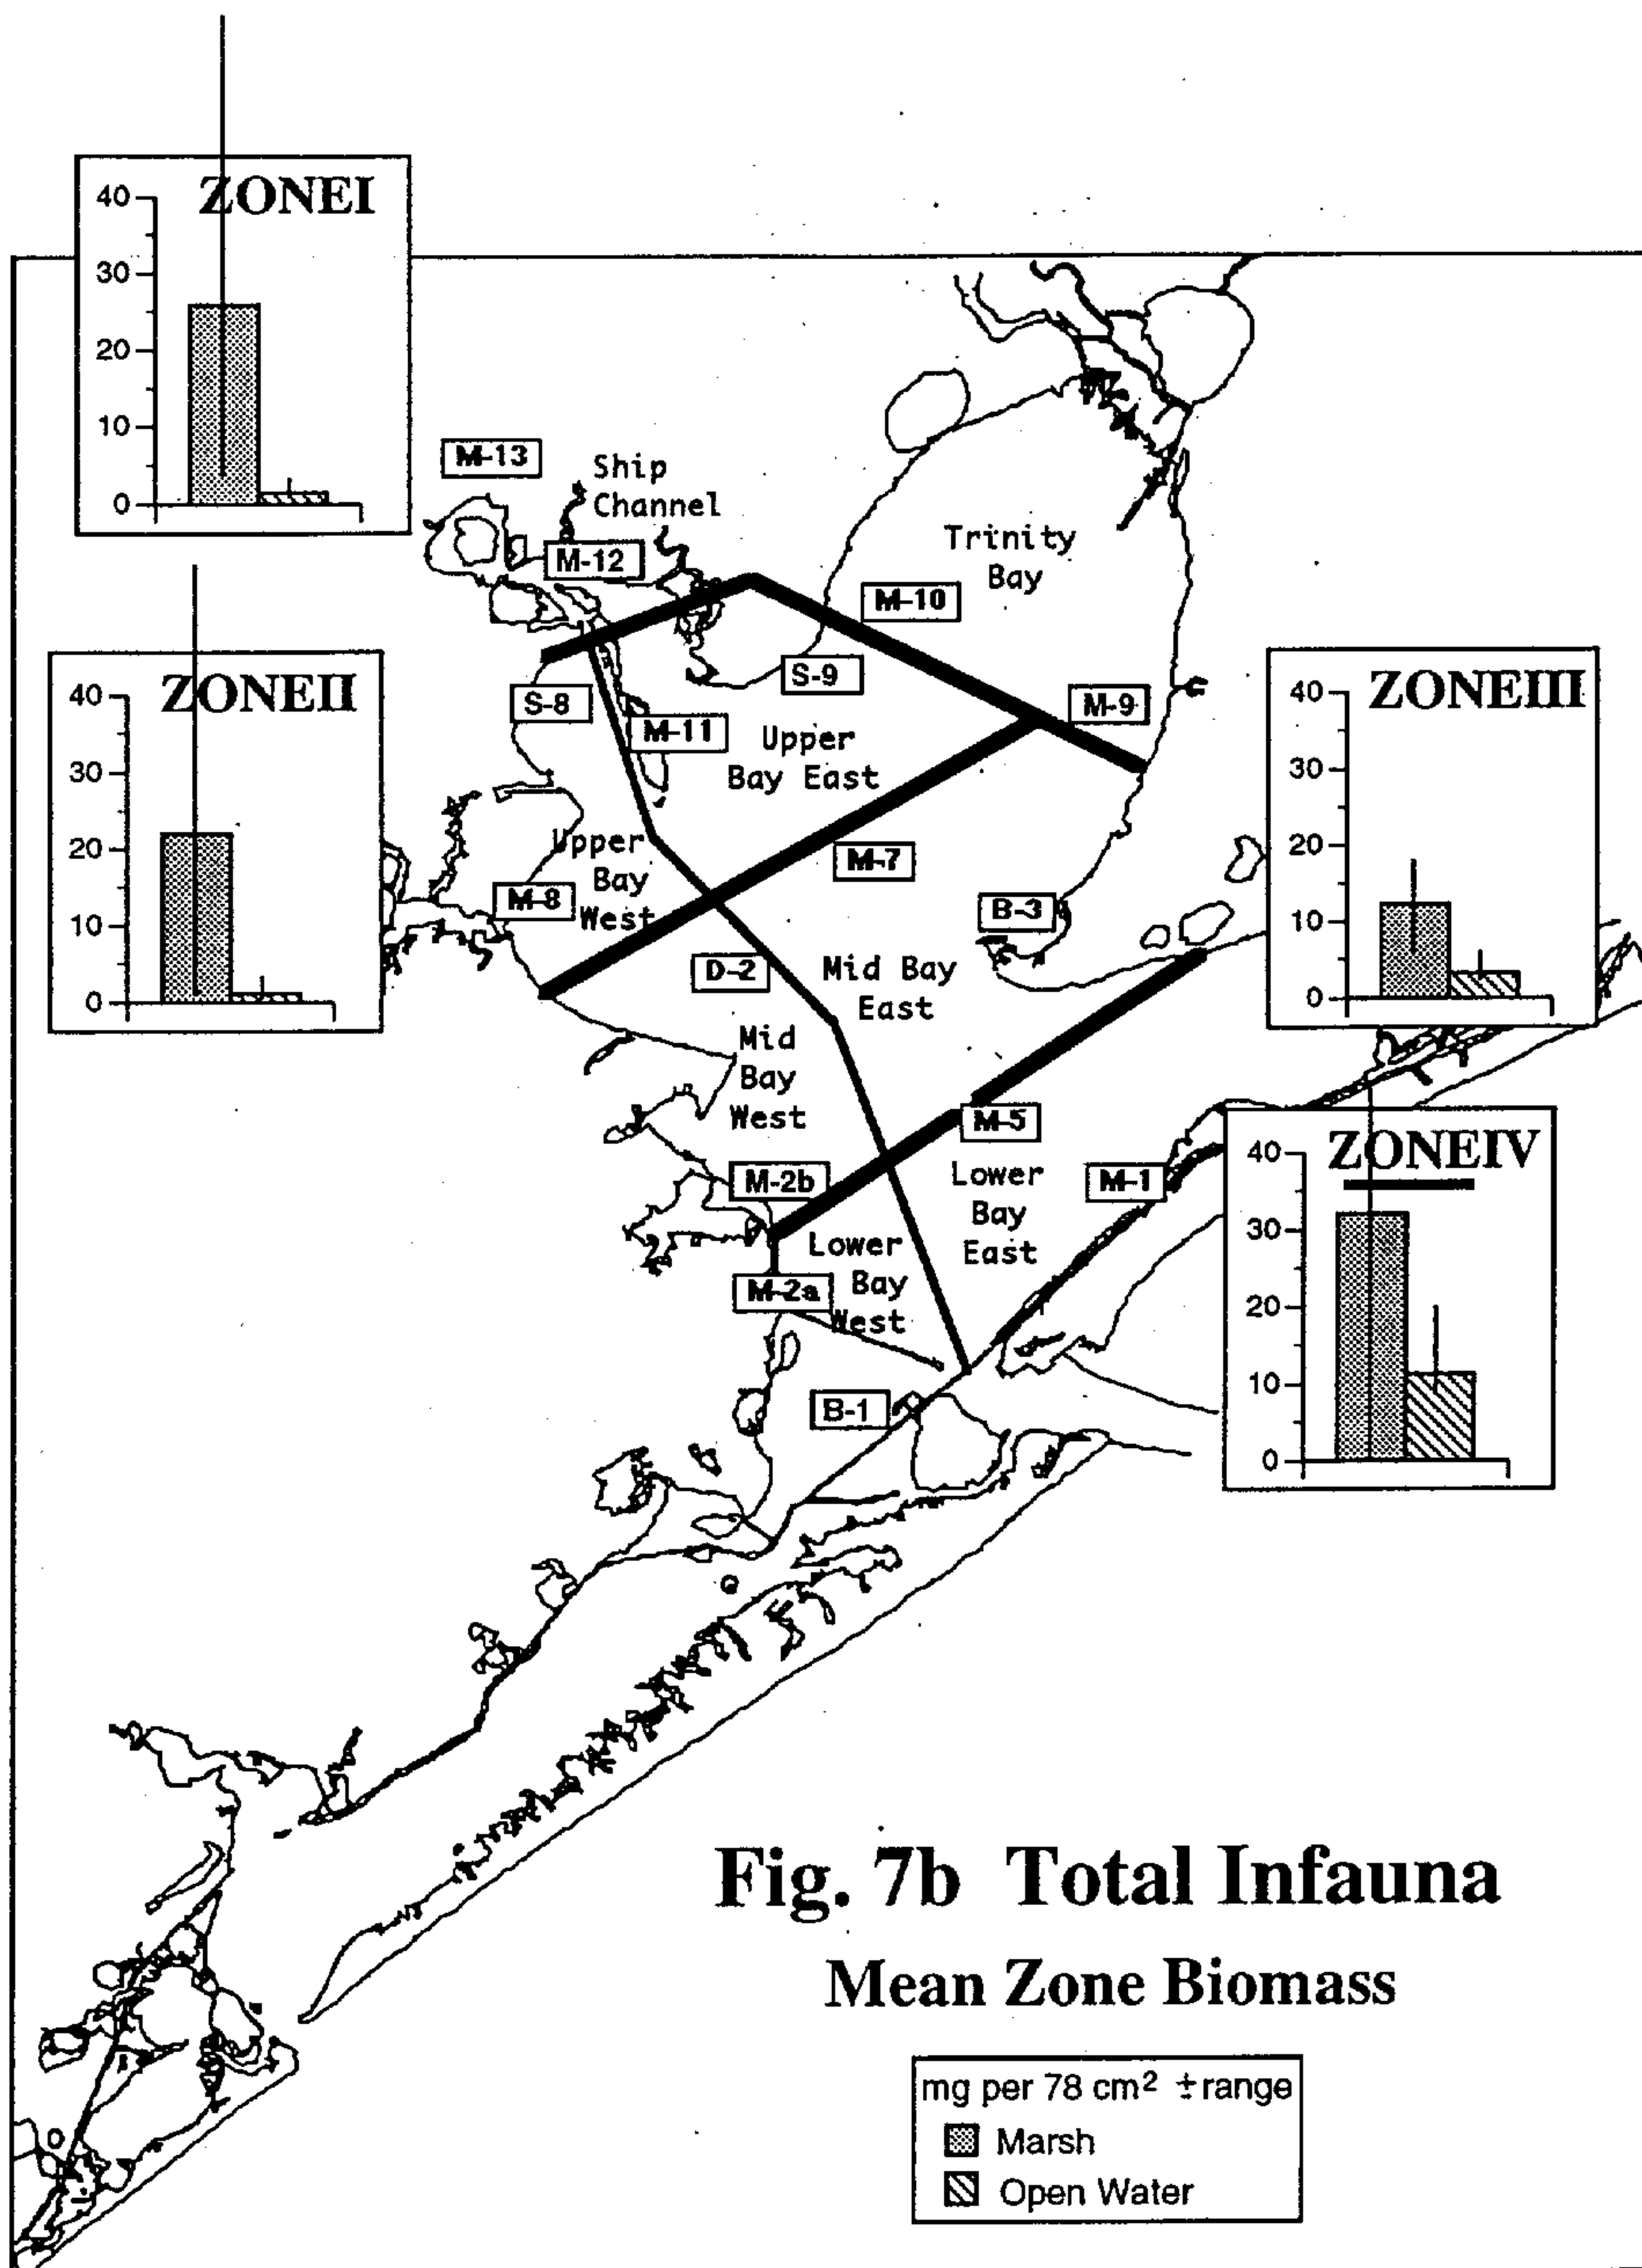 ZONEI
40
30
20
10
0
M-13
Ship
Channel
M-12
Trinity
Bay
M-10
S-9
S-8
M-9
M-11
Upper
Bay East
ZONEII
40
30
20
10
0
ZONEIII
40
30
20
10
0
Upper
Bay
West
M-8
M-7
B-3
D-2
Mid Bay
East
Mid
Bay
West
M-5
M-2b
Lower
Bay
East
M-1
ZONEIV
40
30
20
10
0
Lower
Bay
West
M-2a
B-1
Fig. 7b Total Infauna
Mean Zone Biomass
mg per 78 cm² ±range
Marsh
Open Water